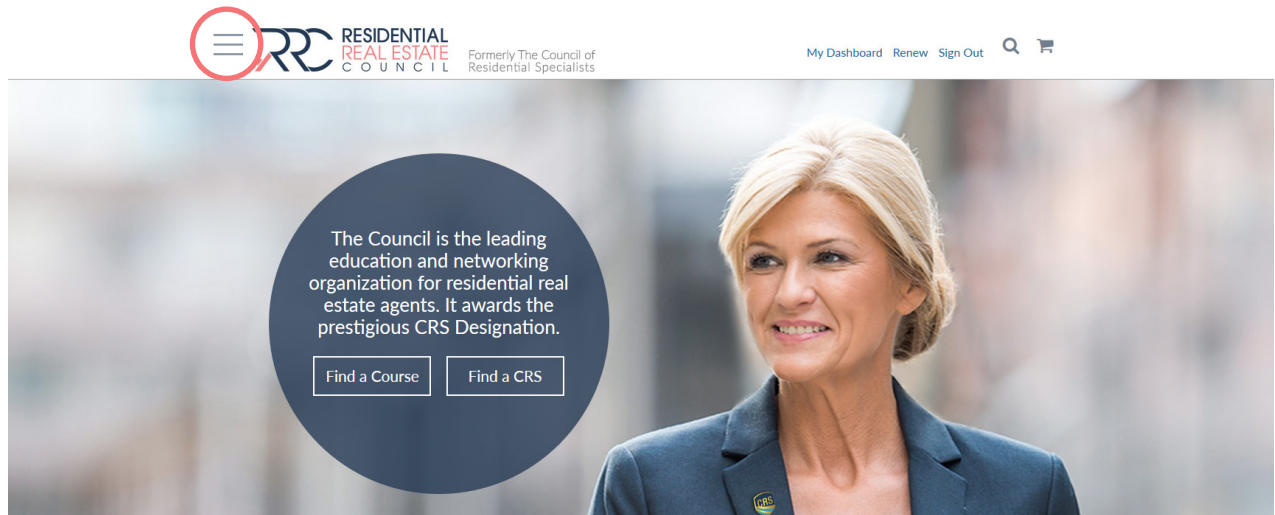 RRC
RESIDENTIAL
REAL ESTATE
COUNCIL
Formerly The Council of
Residential Specialists
My Dashboard Renew Sign Out
The Council is the leading
education and networking
organization for residential real
estate agents. It awards the
prestigious CRS Designation.
Find a Course Find a CRS
CRS